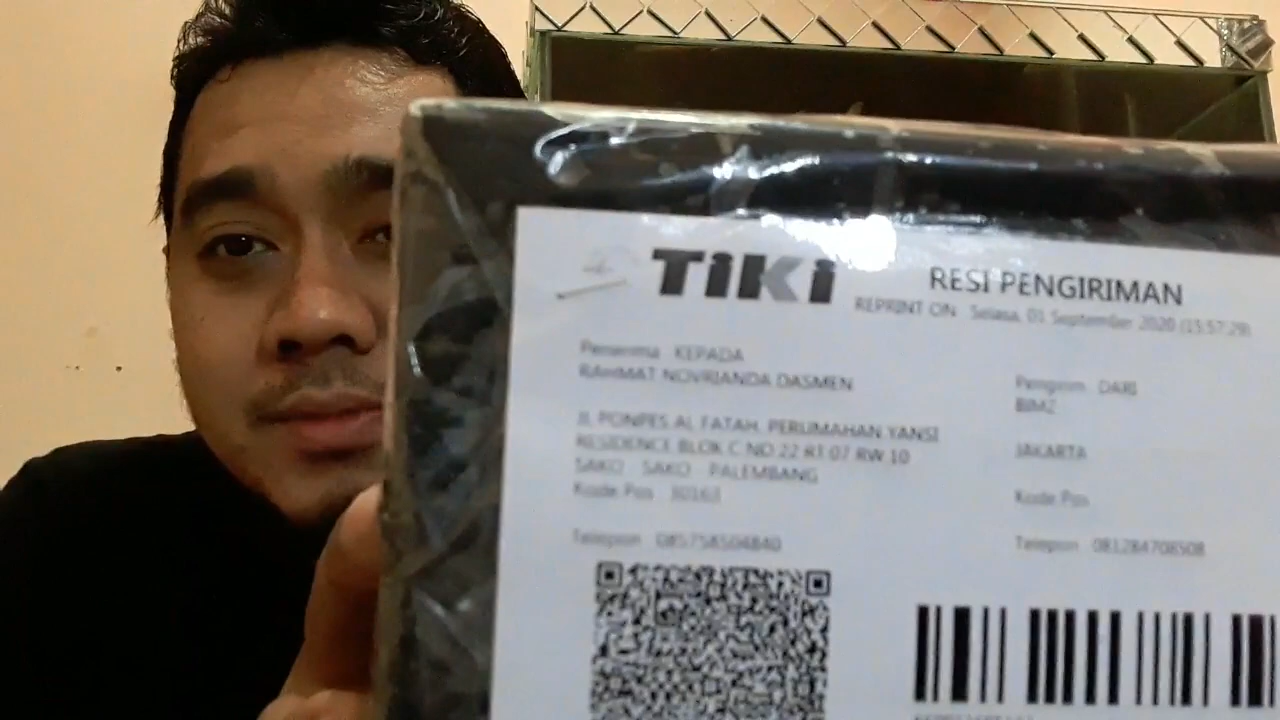 TiKi
RESI PENGIRIMAN
REPRINT ON Selasa, 01 September 2020 (15:57:29)
Penerima KEPADA
RAHMAT NOVRIANDA DASMEN
JL PONPES AL FATAH. PERUMAHAN YANSI
RESIDENCE BLOK C NO 22 RT 07 RW 10
SAKO SAKO PALEMBANG
Kode Pos 30163
Telepon 085758504840
Pengirim DARI
JAKARTA
Kode Pos
Telepon 081284708508